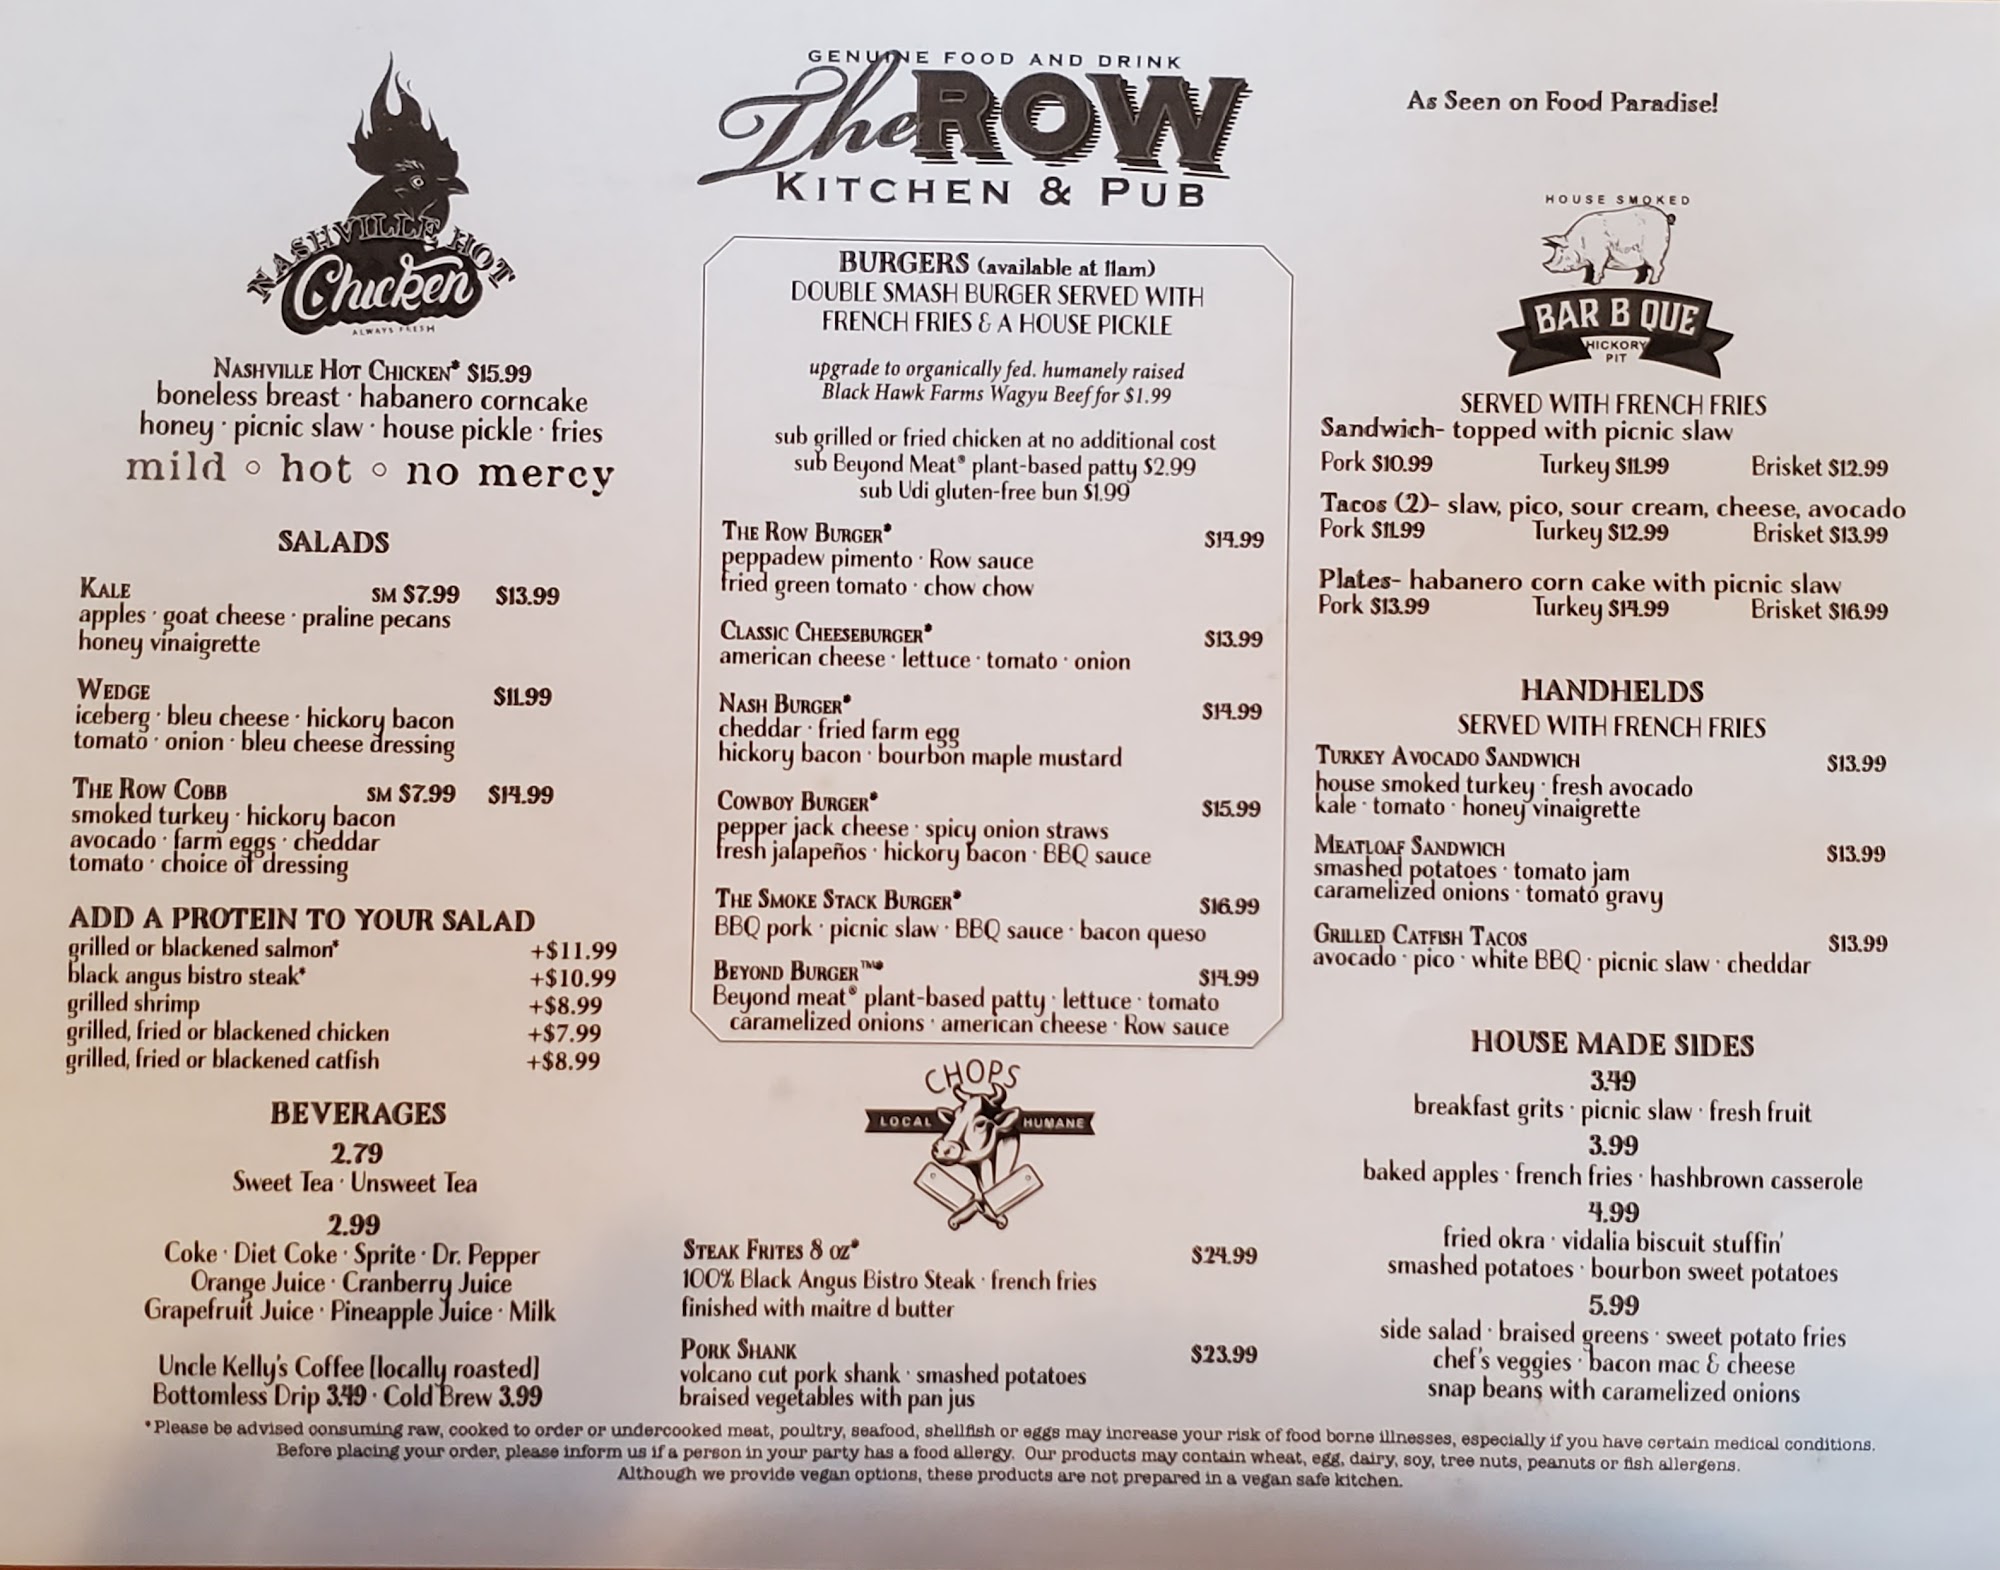 GENUINE FOOD AND DRINK
The ROW
KITCHEN & PUB
As Seen on Food Paradise!
NASHVILLE HOT
Chicken
ALWAYS FRESH
NASHVILLE HOT CHICKEN* $15.99
boneless breast · habanero corncake
honey · picnic slaw · house pickle · fries
mild ○ hot ○ no mercy
SALADS
KALE SM $7.99 $13.99
apples · goat cheese · praline pecans
honey vinaigrette
WEDGE $11.99
iceberg · bleu cheese · hickory bacon
tomato · onion · bleu cheese dressing
THE ROW COBB SM $7.99 $14.99
smoked turkey · hickory bacon
avocado · farm eggs · cheddar
tomato · choice of dressing
ADD A PROTEIN TO YOUR SALAD
grilled or blackened salmon* +$11.99
black angus bistro steak* +$10.99
grilled shrimp +$8.99
grilled, fried or blackened chicken +$7.99
grilled, fried or blackened catfish +$8.99
BEVERAGES
2.79
Sweet Tea · Unsweet Tea
2.99
Coke · Diet Coke · Sprite · Dr. Pepper
Orange Juice · Cranberry Juice
Grapefruit Juice · Pineapple Juice · Milk
Uncle Kelly's Coffee [locally roasted]
Bottomless Drip 3.49 · Cold Brew 3.99
BURGERS (available at 11am)
DOUBLE SMASH BURGER SERVED WITH
FRENCH FRIES & A HOUSE PICKLE
upgrade to organically fed. humanely raised
Black Hawk Farms Wagyu Beef for $1.99
sub grilled or fried chicken at no additional cost
sub Beyond Meat® plant-based patty $2.99
sub Udi gluten-free bun $1.99
THE ROW BURGER* $14.99
peppadew pimento · Row sauce
fried green tomato · chow chow
CLASSIC CHEESEBURGER* $13.99
american cheese · lettuce · tomato · onion
NASH BURGER* $14.99
cheddar · fried farm egg
hickory bacon · bourbon maple mustard
COWBOY BURGER* $15.99
pepper jack cheese · spicy onion straws
fresh jalapeños · hickory bacon · BBQ sauce
THE SMOKE STACK BURGER* $16.99
BBQ pork · picnic slaw · BBQ sauce · bacon queso
BEYOND BURGER™* $14.99
Beyond meat® plant-based patty · lettuce · tomato
caramelized onions · american cheese · Row sauce
CHOPS
LOCAL HUMANE
STEAK FRITES 8 OZ* $24.99
100% Black Angus Bistro Steak · french fries
finished with maitre d butter
PORK SHANK $23.99
volcano cut pork shank · smashed potatoes
braised vegetables with pan jus
HOUSE SMOKED
BAR B QUE
HICKORY
PIT
SERVED WITH FRENCH FRIES
Sandwich- topped with picnic slaw
Pork $10.99 Turkey $11.99 Brisket $12.99
Tacos (2)- slaw, pico, sour cream, cheese, avocado
Pork $11.99 Turkey $12.99 Brisket $13.99
Plates- habanero corn cake with picnic slaw
Pork $13.99 Turkey $14.99 Brisket $16.99
HANDHELDS
SERVED WITH FRENCH FRIES
TURKEY AVOCADO SANDWICH $13.99
house smoked turkey · fresh avocado
kale · tomato · honey vinaigrette
MEATLOAF SANDWICH $13.99
smashed potatoes · tomato jam
caramelized onions · tomato gravy
GRILLED CATFISH TACOS $13.99
avocado · pico · white BBQ · picnic slaw · cheddar
HOUSE MADE SIDES
3.49
breakfast grits · picnic slaw · fresh fruit
3.99
baked apples · french fries · hashbrown casserole
4.99
fried okra · vidalia biscuit stuffin'
smashed potatoes · bourbon sweet potatoes
5.99
side salad · braised greens · sweet potato fries
chef's veggies · bacon mac & cheese
snap beans with caramelized onions
*Please be advised consuming raw, cooked to order or undercooked meat, poultry, seafood, shellfish or eggs may increase your risk of food borne illnesses, especially if you have certain medical conditions.
Before placing your order, please inform us if a person in your party has a food allergy. Our products may contain wheat, egg, dairy, soy, tree nuts, peanuts or fish allergens.
Although we provide vegan options, these products are not prepared in a vegan safe kitchen.